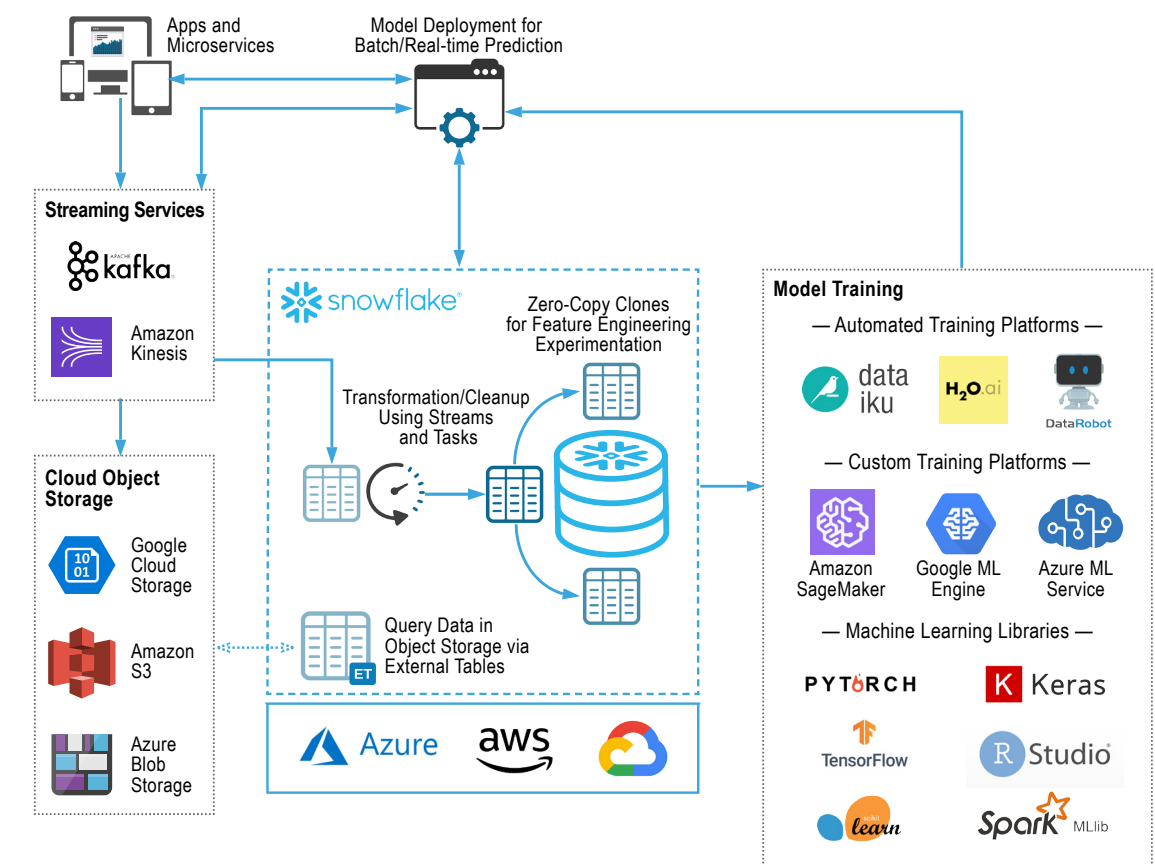 Apps and
Microservices
Model Deployment for
Batch/Real-time Prediction
Streaming Services
APACHE
kafka
Amazon
Kinesis
Cloud Object
Storage
10
01
Google
Cloud
Storage
Amazon
S3
Azure
Blob
Storage
snowflake®
Zero-Copy Clones
for Feature Engineering
Experimentation
Transformation/Cleanup
Using Streams
and Tasks
Query Data in
Object Storage via
External Tables
ET
Azure
aws
Model Training
— Automated Training Platforms —
data
iku
H2O.ai
DataRobot
— Custom Training Platforms —
Amazon
SageMaker
Google ML
Engine
Azure ML
Service
— Machine Learning Libraries —
PYTORCH
K Keras
TensorFlow
R Studio®
scikit
learn
Spark MLlib